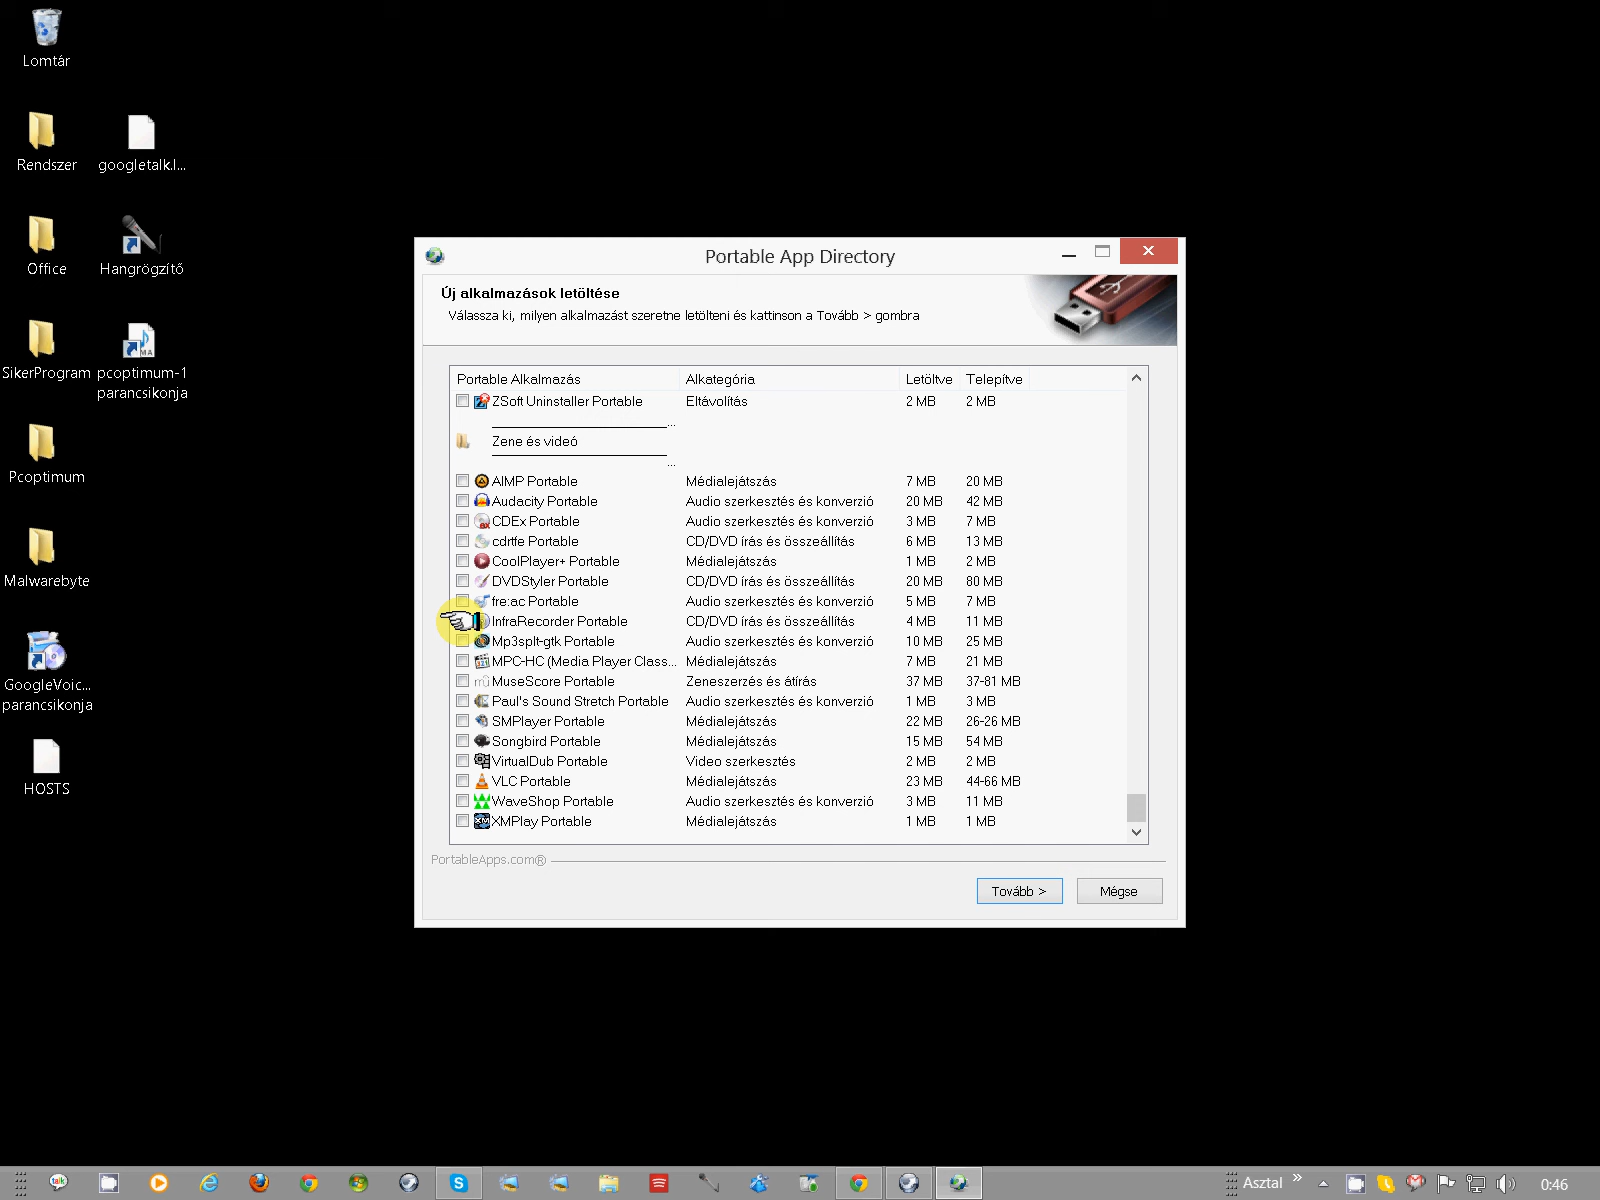 Lomtár
Rendszer
googletalk.l...
Office
Hangrögzítő
SikerProgram
pcoptimum-1
parancsikonja
Pcoptimum
Malwarebyte
GoogleVoic...
parancsikonja
HOSTS
Portable App Directory
Új alkalmazások letöltése
Válassza ki, milyen alkalmazást szeretne letölteni és kattinson a Tovább > gombra
Portable Alkalmazás Alkategória Letöltve Telepítve
ZSoft Uninstaller Portable Eltávolítás 2 MB 2 MB
...
Zene és videó
...
AIMP Portable Médialejátszás 7 MB 20 MB
Audacity Portable Audio szerkesztés és konverzió 20 MB 42 MB
CDEx Portable Audio szerkesztés és konverzió 3 MB 7 MB
cdrtfe Portable CD/DVD írás és összeállítás 6 MB 13 MB
CoolPlayer+ Portable Médialejátszás 1 MB 2 MB
DVDStyler Portable CD/DVD írás és összeállítás 20 MB 80 MB
fre:ac Portable Audio szerkesztés és konverzió 5 MB 7 MB
InfraRecorder Portable CD/DVD írás és összeállítás 4 MB 11 MB
Mp3splt-gtk Portable Audio szerkesztés és konverzió 10 MB 25 MB
MPC-HC (Media Player Class... Médialejátszás 7 MB 21 MB
MuseScore Portable Zeneszerzés és átírás 37 MB 37-81 MB
Paul's Sound Stretch Portable Audio szerkesztés és konverzió 1 MB 3 MB
SMPlayer Portable Médialejátszás 22 MB 26-26 MB
Songbird Portable Médialejátszás 15 MB 54 MB
VirtualDub Portable Video szerkesztés 2 MB 2 MB
VLC Portable Médialejátszás 23 MB 44-66 MB
WaveShop Portable Audio szerkesztés és konverzió 3 MB 11 MB
XMPlay Portable Médialejátszás 1 MB 1 MB
PortableApps.com®
Tovább >
Mégse
talk
Asztal
0:46